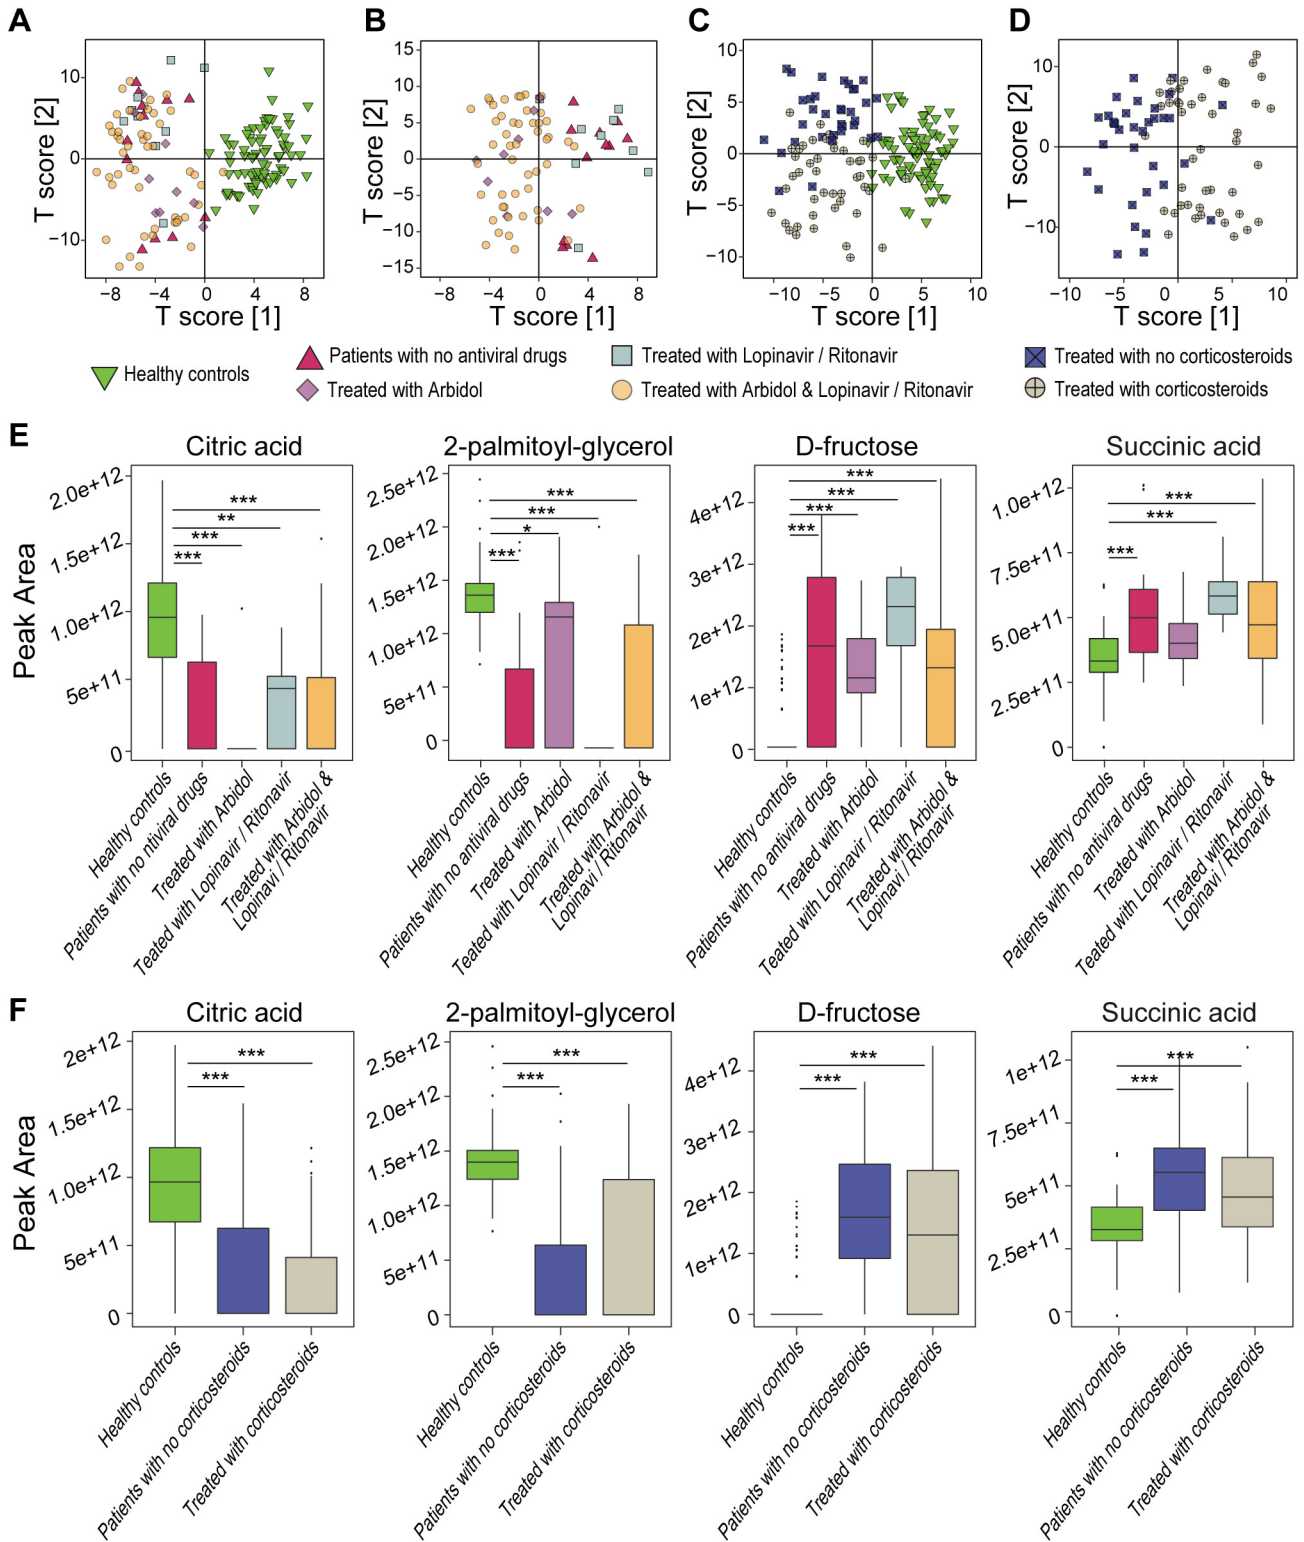 A
B
C
D
T score [2]
10
0
−10
−8
−4
0
4
8
T score [1]
T score [2]
15
10
5
0
−5
−10
−15
−8
−4
0
4
8
T score [1]
T score [2]
10
5
0
−5
−10
−10
−5
0
5
10
T score [1]
T score [2]
10
0
−10
−10
−5
0
5
10
T score [1]
Healthy controls
Patients with no antiviral drugs
Treated with Arbidol
Treated with Lopinavir / Ritonavir
Treated with Arbidol & Lopinavir / Ritonavir
Treated with no corticosteroids
Treated with corticosteroids
E
Peak Area
Citric acid
2.0e+12
1.5e+12
1.0e+12
5e+11
0
***
**
***
***
Healthy controls
Patients with no antiviral drugs
Treated with Arbidol
Teated with Lopinavir / Ritonavir
Treated with Arbidol &
Lopinavi / Ritonavir
2-palmitoyl-glycerol
2.5e+12
2.0e+12
1.5e+12
1.0e+12
5e+11
0
***
***
*
***
Healthy controls
Patients with no antiviral drugs
Treated with Arbidol
Teated with Lopinavir / Ritonavir
Treated with Arbidol &
Lopinavi / Ritonavir
D-fructose
4e+12
3e+12
2e+12
1e+12
0
***
***
***
***
Healthy controls
Patients with no antiviral drugs
Treated with Arbidol
Teated with Lopinavir / Ritonavir
Treated with Arbidol &
Lopinavi / Ritonavir
Succinic acid
1.0e+12
7.5e+11
5.0e+11
2.5e+11
0
***
***
***
Healthy controls
Patients with no antiviral drugs
Treated with Arbidol
Teated with Lopinavir / Ritonavir
Treated with Arbidol &
Lopinavi / Ritonavir
F
Peak Area
Citric acid
2e+12
1.5e+12
1.0e+12
5e+11
0
***
***
Healthy controls
Patients with no corticosteroids
Treated with corticosteroids
2-palmitoyl-glycerol
2.5e+12
2.0e+12
1.5e+12
1.0e+12
5e+11
0
***
***
Healthy controls
Patients with no corticosteroids
Treated with corticosteroids
D-fructose
4e+12
3e+12
2e+12
1e+12
0
***
***
Healthy controls
Patients with no corticosteroids
Treated with corticosteroids
Succinic acid
1e+12
7.5e+11
5e+11
2.5e+11
0
***
***
Healthy controls
Patients with no corticosteroids
Treated with corticosteroids